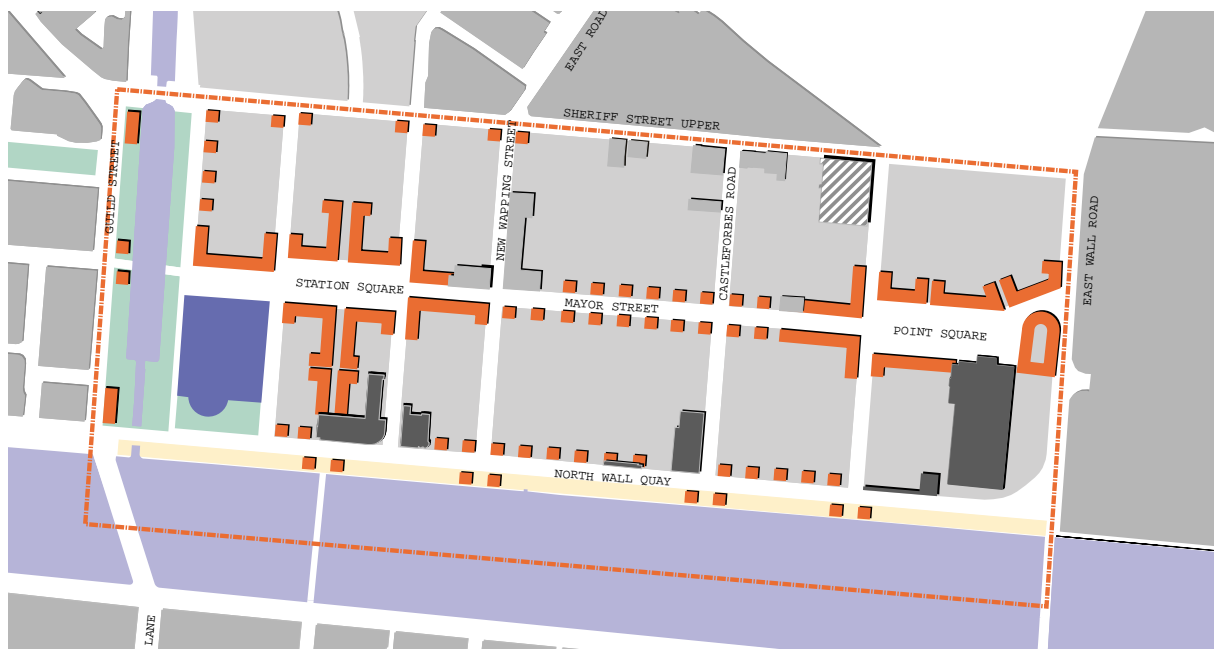 EAST ROAD
SHERIFF STREET UPPER
GUILD STREET
NEW WAPPING STREET
CASTLEFORBES ROAD
EAST WALL ROAD
STATION SQUARE
MAYOR STREET
POINT SQUARE
NORTH WALL QUAY
LANE